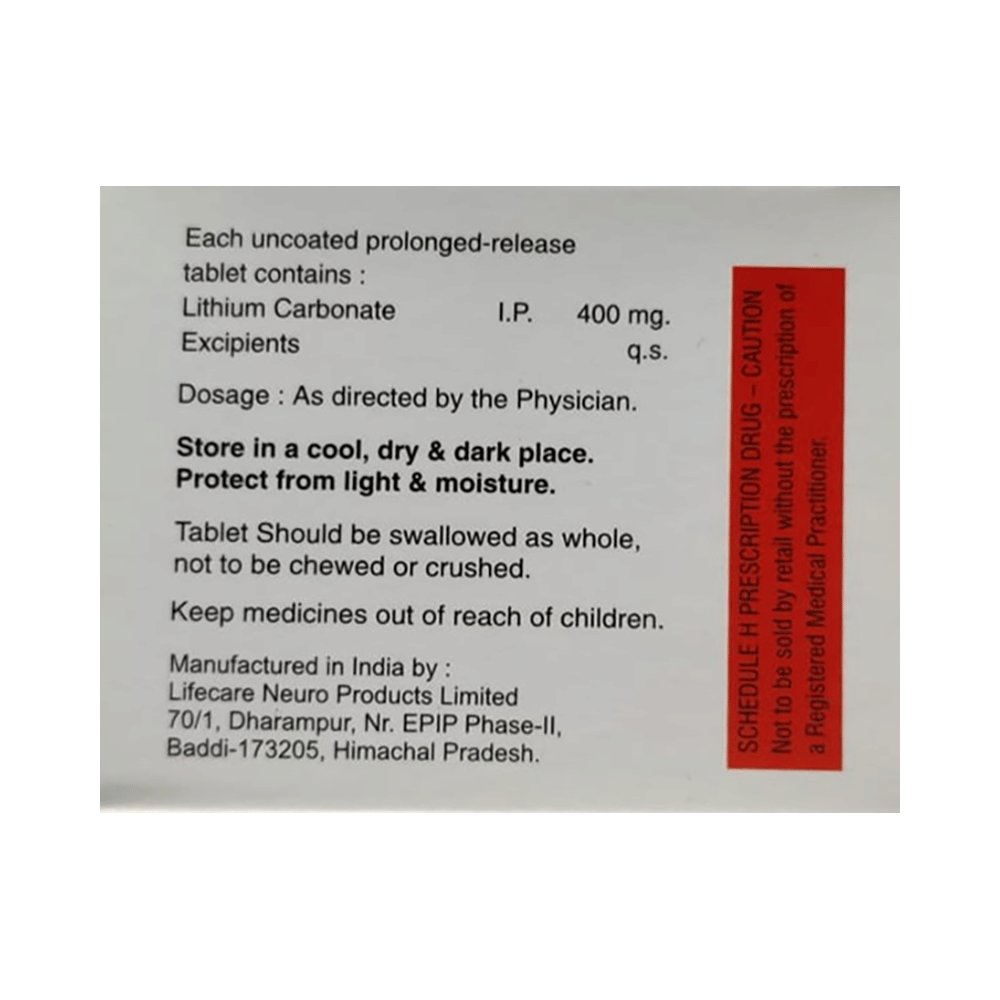 Each uncoated prolonged-release
tablet contains :
Lithium Carbonate I.P. 400 mg.
Excipients q.s.
Dosage : As directed by the Physician.
Store in a cool, dry & dark place.
Protect from light & moisture.
Tablet Should be swallowed as whole,
not to be chewed or crushed.
Keep medicines out of reach of children.
Manufactured in India by :
Lifecare Neuro Products Limited
70/1, Dharampur, Nr. EPIP Phase-II,
Baddi-173205, Himachal Pradesh.
SCHEDULE H PRESCRIPTION DRUG – CAUTION
Not to be sold by retail without the prescription of
a Registered Medical Practitioner.